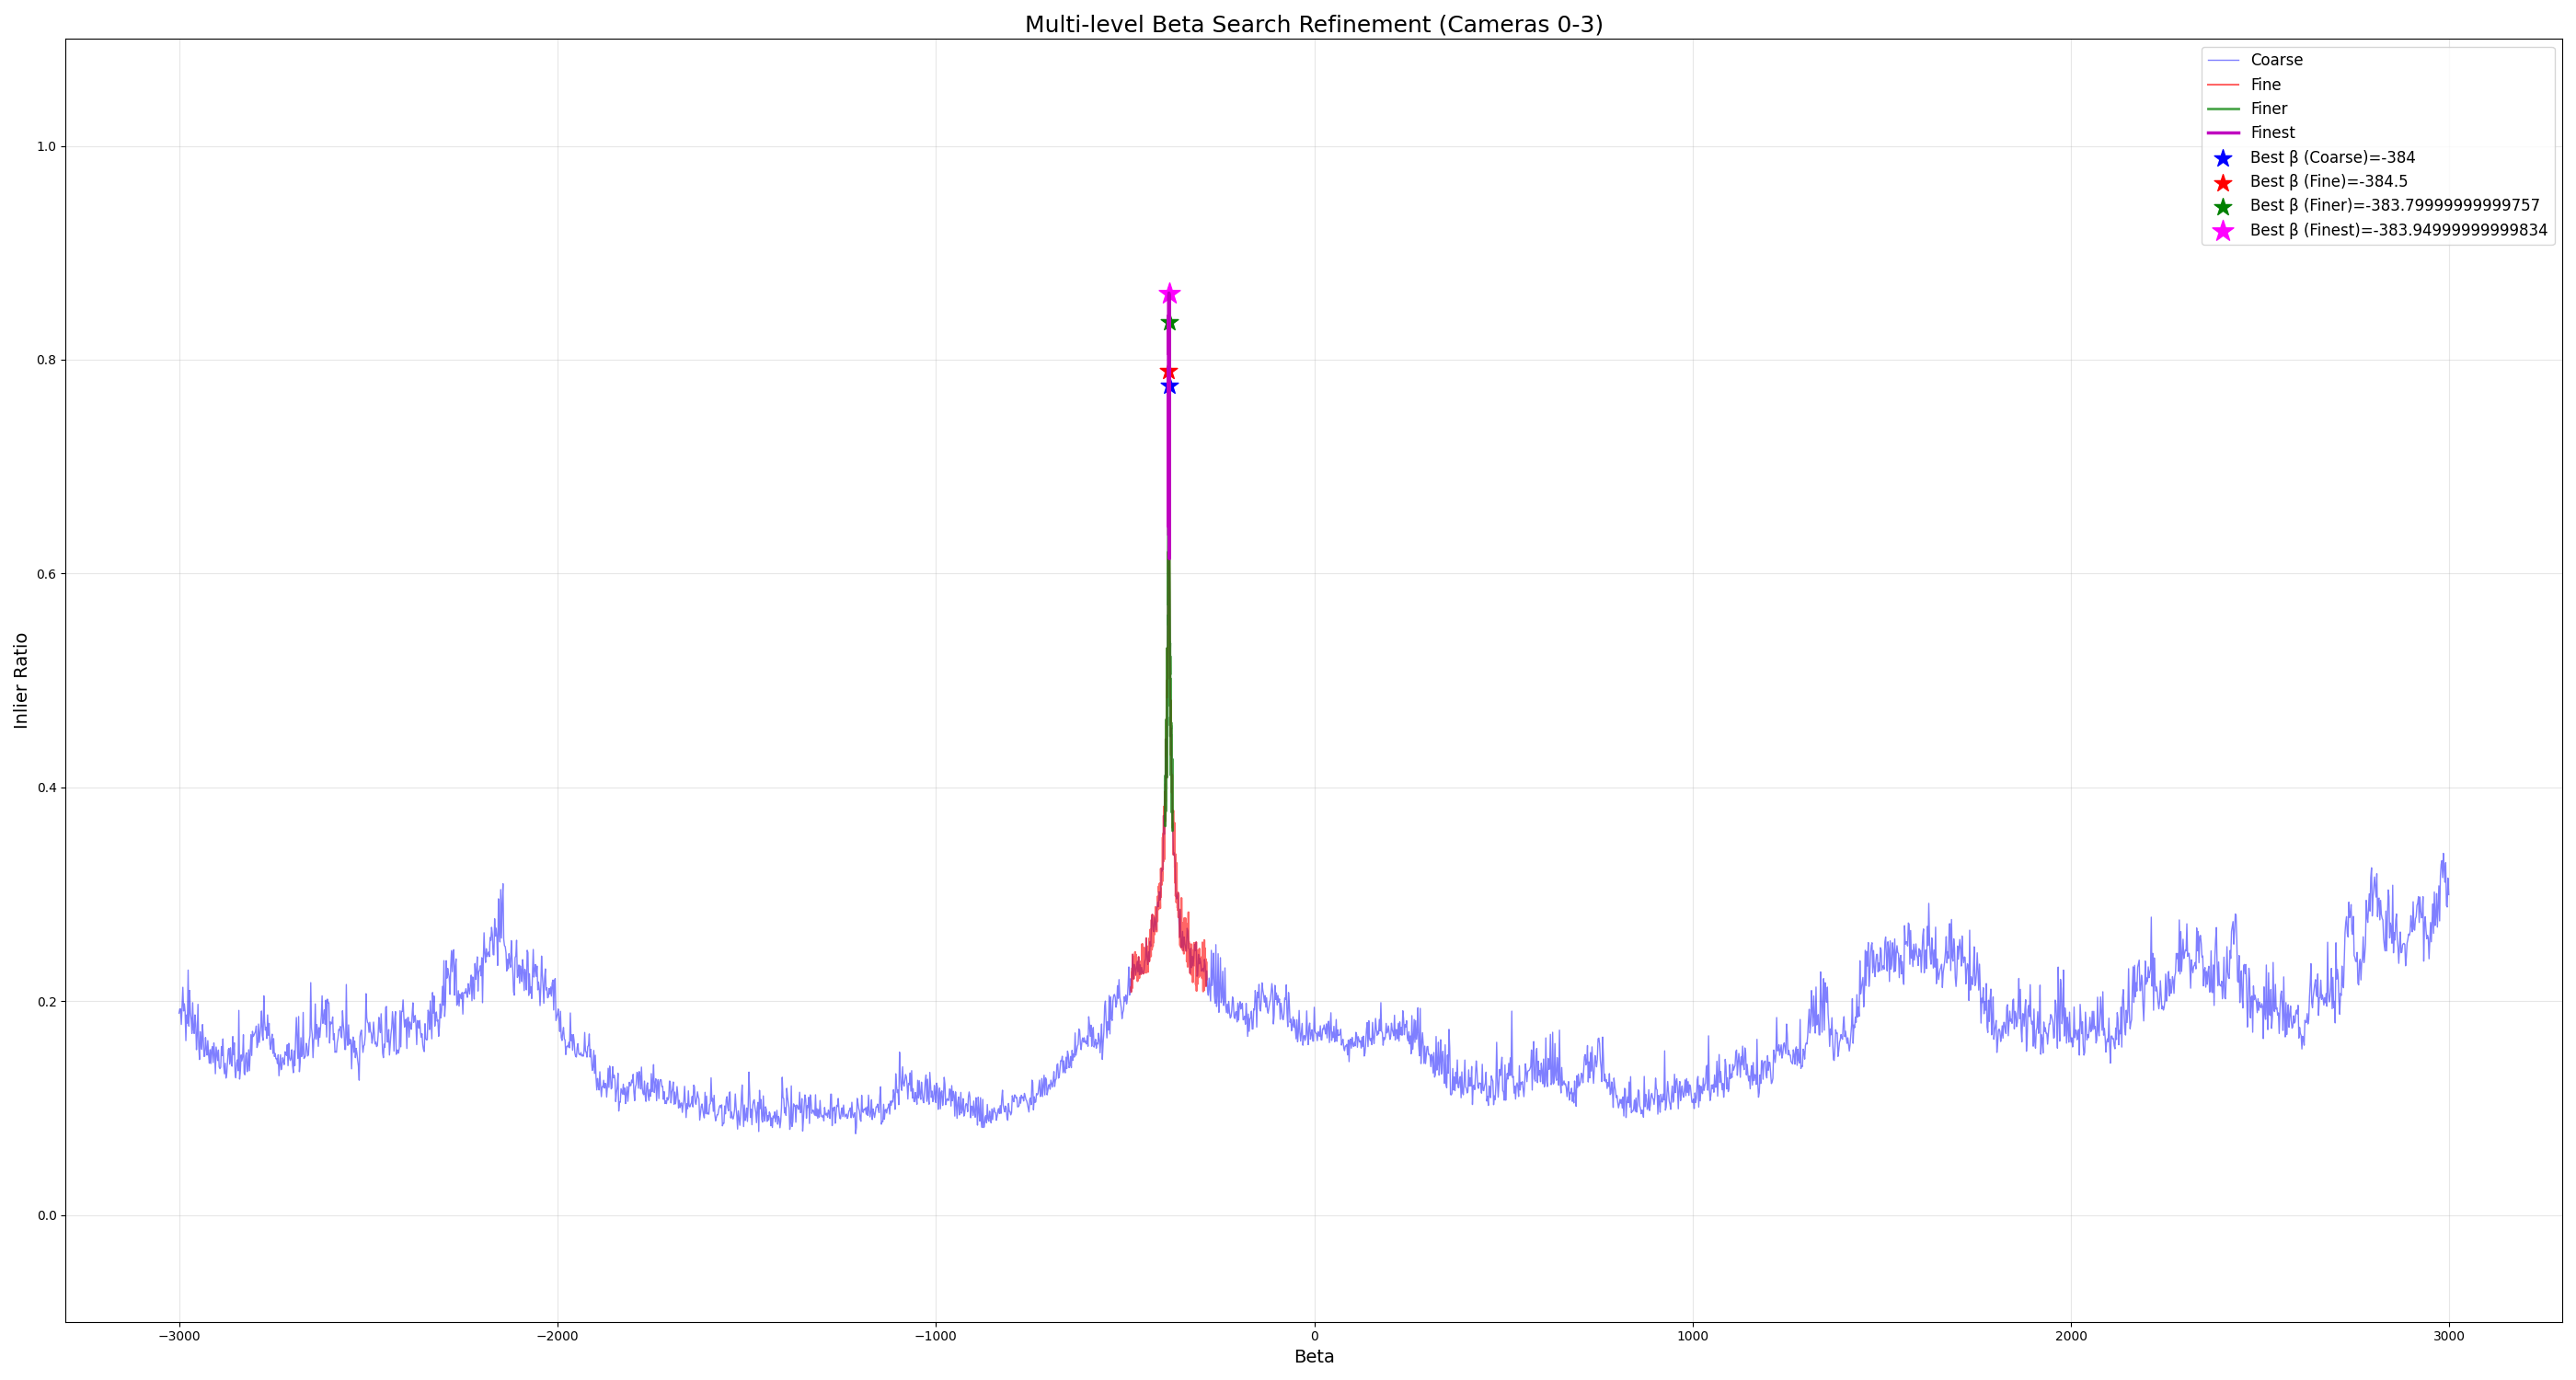 Multi-level Beta Search Refinement (Cameras 0-3)
Coarse
Fine
Finer
Finest
Best β (Coarse)=-384
Best β (Fine)=-384.5
Best β (Finer)=-383.79999999999757
Best β (Finest)=-383.94999999999834
Inlier Ratio
1.0
0.8
0.6
0.4
0.2
0.0
−3000 −2000 −1000 0 1000 2000 3000
Beta